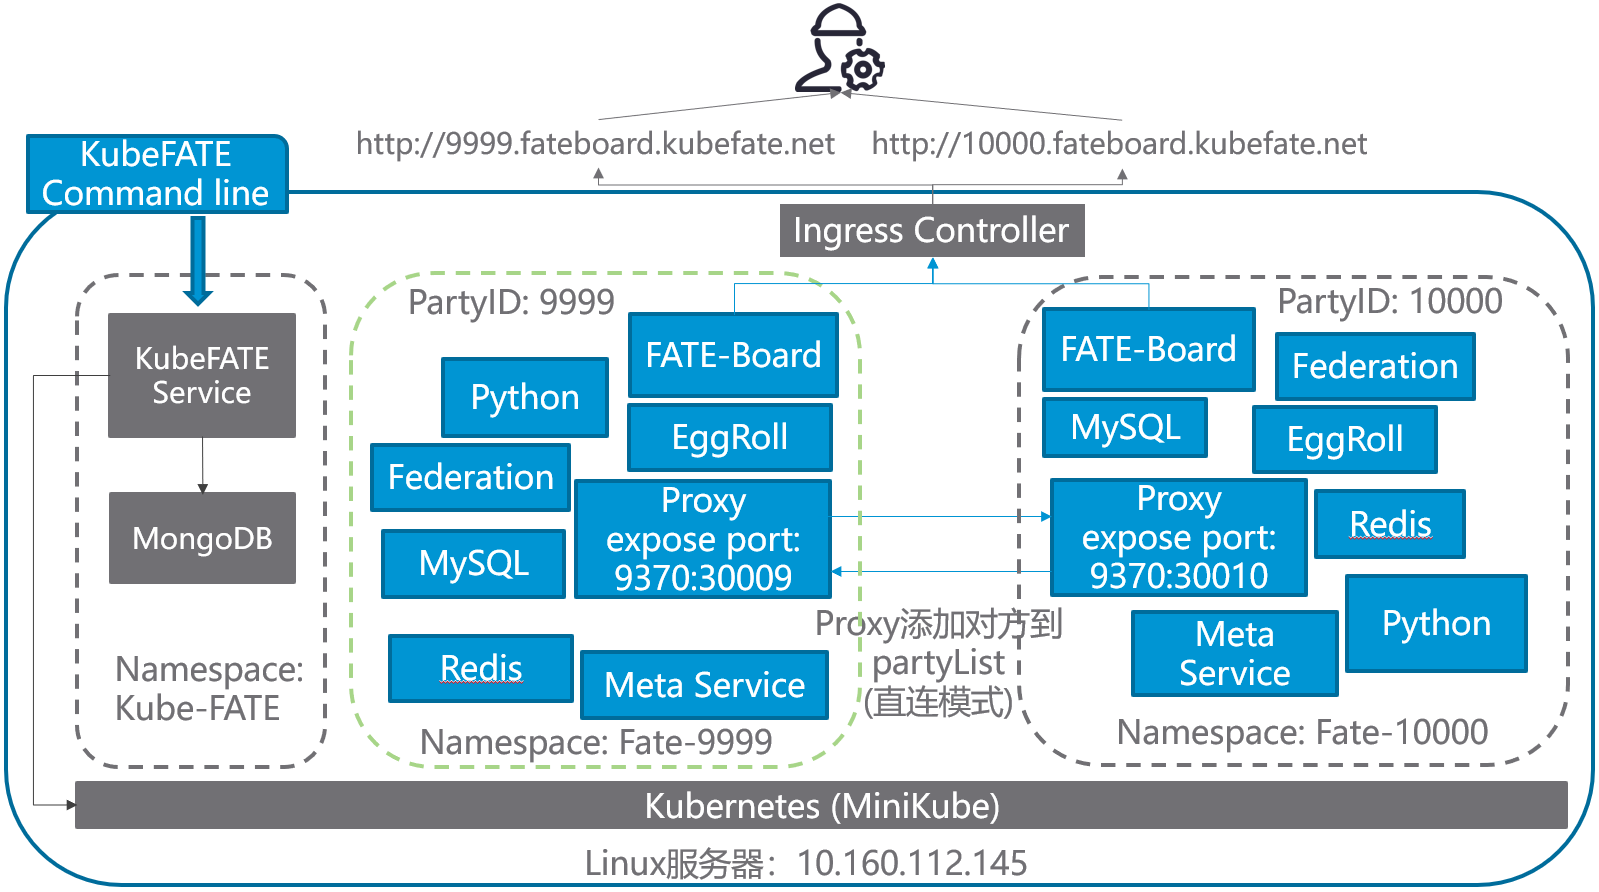 http://9999.fateboard.kubefate.net
http://10000.fateboard.kubefate.net
KubeFATE
Command line
Ingress Controller
KubeFATE
Service
MongoDB
Namespace:
Kube-FATE
PartyID: 9999
FATE-Board
Python
EggRoll
Federation
Proxy
expose port:
9370:30009
MySQL
Redis
Meta Service
Namespace: Fate-9999
Proxy添加对方到
partyList
(直连模式)
PartyID: 10000
FATE-Board
Federation
MySQL
EggRoll
Proxy
expose port:
9370:30010
Redis
Python
Meta
Service
Namespace: Fate-10000
Kubernetes (MiniKube)
Linux服务器：10.160.112.145